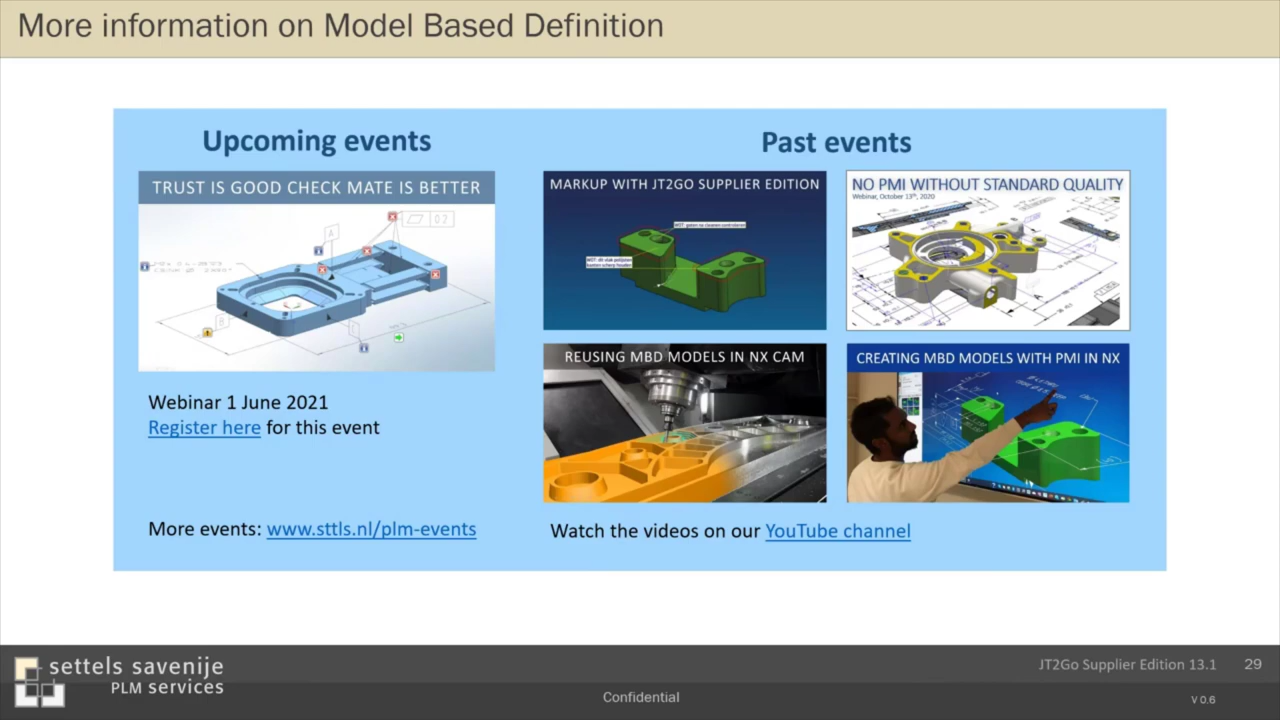 More information on Model Based Definition
Upcoming events
TRUST IS GOOD CHECK MATE IS BETTER
Webinar 1 June 2021
Register here for this event
More events: www.sttls.nl/plm-events
Past events
MARKUP WITH JT2GO SUPPLIER EDITION
NO PMI WITHOUT STANDARD QUALITY
Webinar, October 13th, 2020
REUSING MBD MODELS IN NX CAM
CREATING MBD MODELS WITH PMI IN NX
Watch the videos on our YouTube channel
settels savenije
PLM services
Confidential
JT2Go Supplier Edition 13.1
29
V 0.6